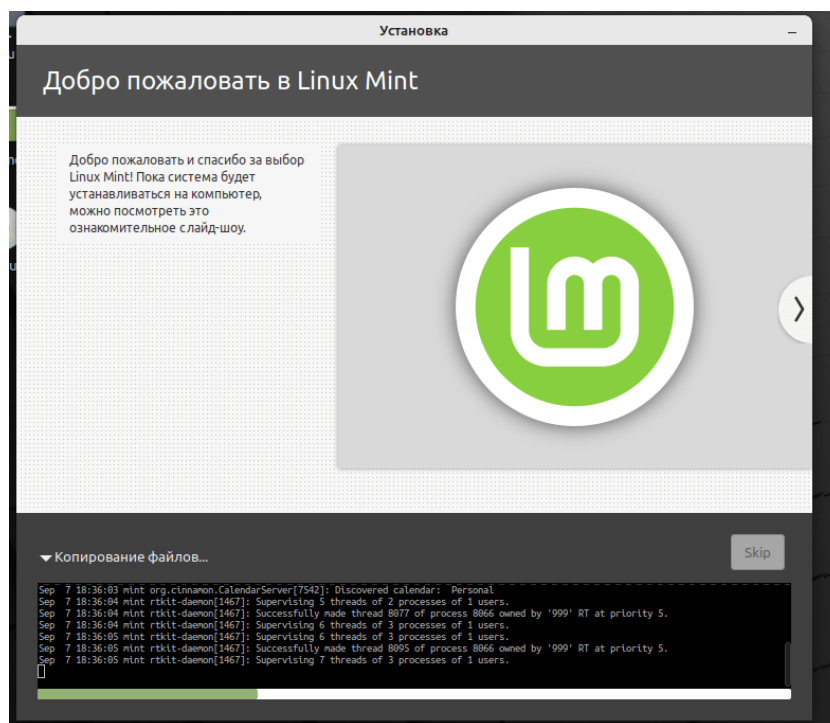 Установка
Добро пожаловать в Linux Mint
Добро пожаловать и спасибо за выбор
Linux Mint! Пока система будет
устанавливаться на компьютер,
можно посмотреть это
ознакомительное слайд-шоу.
Копирование файлов...
Skip
Sep  7 18:36:03 mint org.cinnamon.CalendarServer[7542]: Discovered calendar:  Personal
Sep  7 18:36:04 mint rtkit-daemon[1467]: Supervising 5 threads of 2 processes of 1 users.
Sep  7 18:36:04 mint rtkit-daemon[1467]: Successfully made thread 8077 of process 8066 owned by '999' RT at priority 5.
Sep  7 18:36:04 mint rtkit-daemon[1467]: Supervising 6 threads of 3 processes of 1 users.
Sep  7 18:36:05 mint rtkit-daemon[1467]: Supervising 6 threads of 3 processes of 1 users.
Sep  7 18:36:05 mint rtkit-daemon[1467]: Successfully made thread 8095 of process 8066 owned by '999' RT at priority 5.
Sep  7 18:36:05 mint rtkit-daemon[1467]: Supervising 7 threads of 3 processes of 1 users.